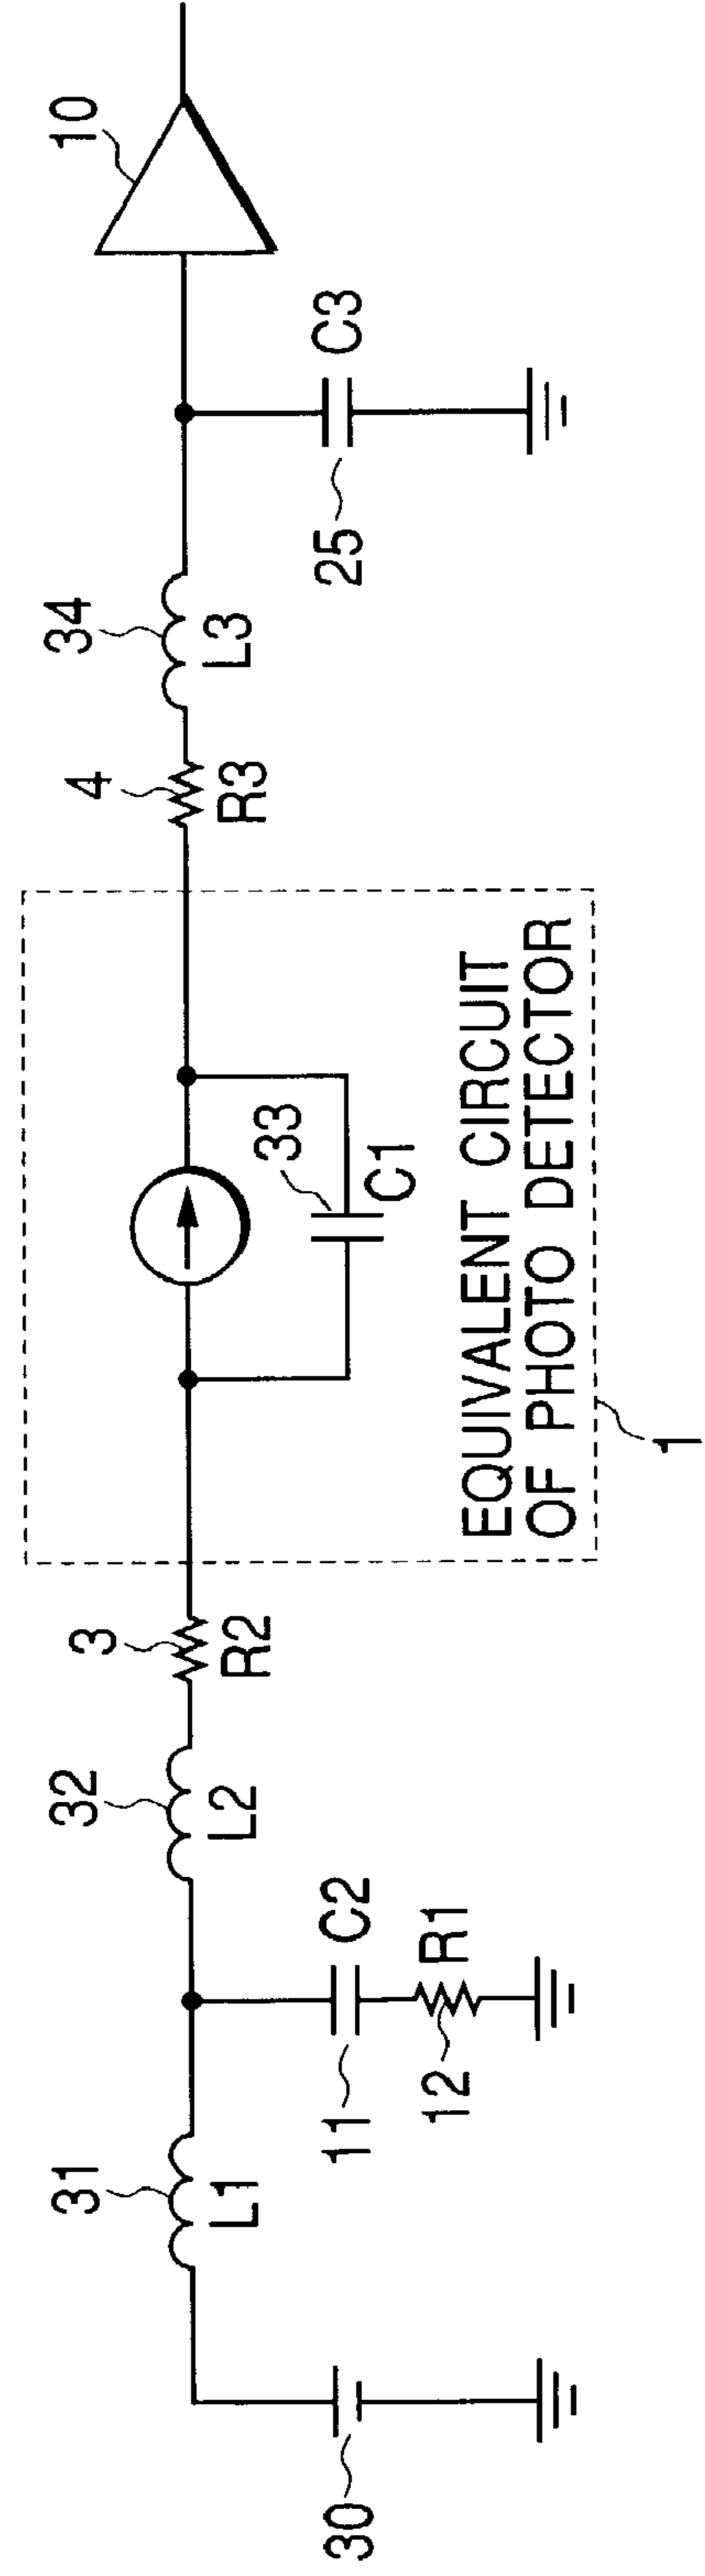 30
31
L1
11
C2
12
R1
32
L2
3
R2
33
C1
EQUIVALENT CIRCUIT
OF PHOTO DETECTOR
1
4
R3
34
L3
25
C3
10